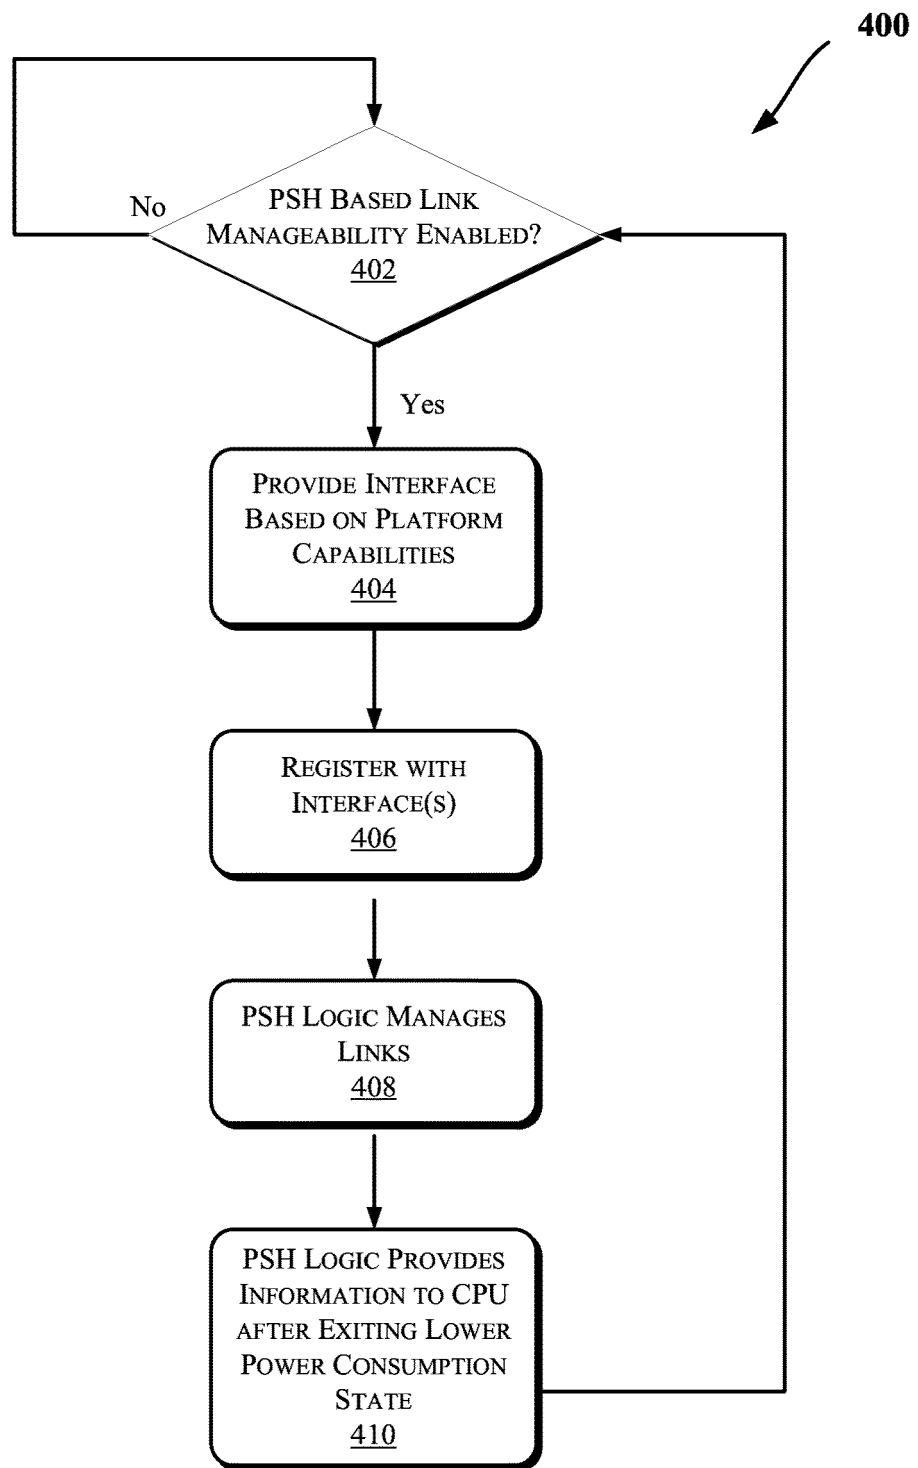 400
No
PSH BASED LINK
MANAGEABILITY ENABLED?
402
Yes
PROVIDE INTERFACE
BASED ON PLATFORM
CAPABILITIES
404
REGISTER WITH
INTERFACE(S)
406
PSH LOGIC MANAGES
LINKS
408
PSH LOGIC PROVIDES
INFORMATION TO CPU
AFTER EXITING LOWER
POWER CONSUMPTION
STATE
410